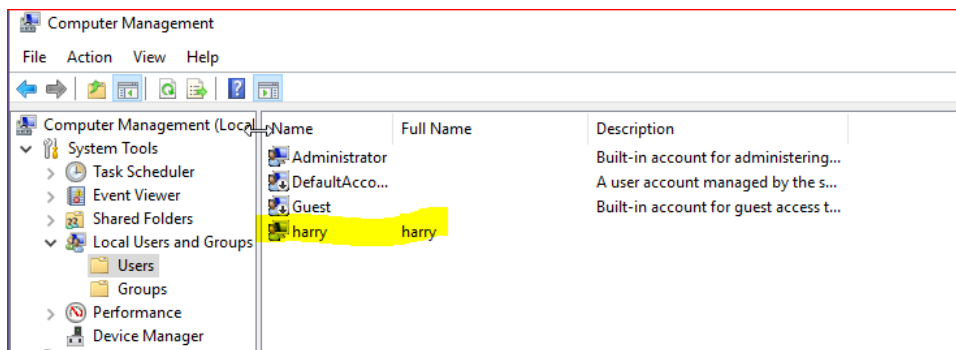 Computer Management
File Action View Help
Computer Management (Local
System Tools
Task Scheduler
Event Viewer
Shared Folders
Local Users and Groups
Users
Groups
Performance
Device Manager
Name Full Name Description
Administrator Built-in account for administering...
DefaultAcco... A user account managed by the s...
Guest Built-in account for guest access t...
harry harry